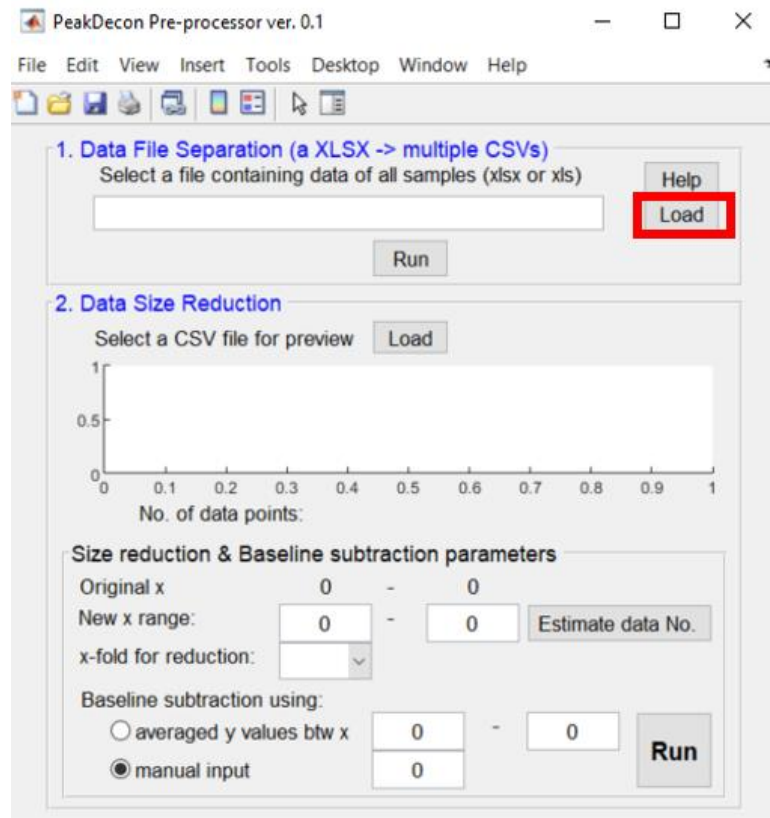 PeakDecon Pre-processor ver. 0.1
File Edit View Insert Tools Desktop Window Help
1. Data File Separation (a XLSX -> multiple CSVs)
Select a file containing data of all samples (xlsx or xls)
Help
Load
Run
2. Data Size Reduction
Select a CSV file for preview Load
1
0.5
0
0 0.1 0.2 0.3 0.4 0.5 0.6 0.7 0.8 0.9 1
No. of data points:
Size reduction & Baseline subtraction parameters
Original x 0 - 0
New x range: 0 - 0 Estimate data No.
x-fold for reduction:
Baseline subtraction using:
averaged y values btw x 0 - 0
manual input 0
Run